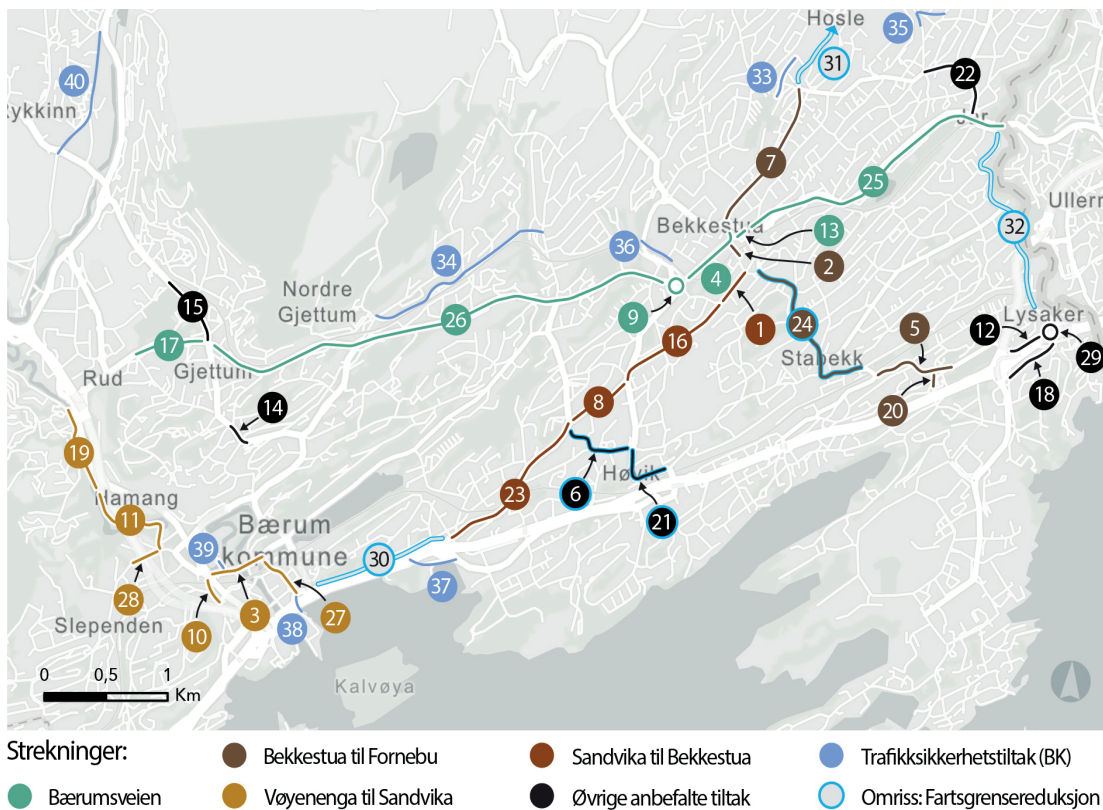 Hosle
35
40
31
33
22
Rykkinn
Jar
7
25
Ullern
Bekkestua
13
32
36
2
34
4
Nordre
Gjettum
15
9
26
24
Lysaker
1
5
12
16
29
17
Gjettum
Stabekk
Rud
18
8
20
14
19
Høvik
6
23
21
Hamang
11
Bærum
kommune
39
30
37
28
3
27
Slependen
10
38
0 0,5 1
Km
Kalvøya
Strekninger:
Bekkestua til Fornebu
Sandvika til Bekkestua
Trafikksikkerhetstiltak (BK)
Bærumsveien
Vøyenenga til Sandvika
Øvrige anbefalte tiltak
Omriss: Fartsgrensereduksjon